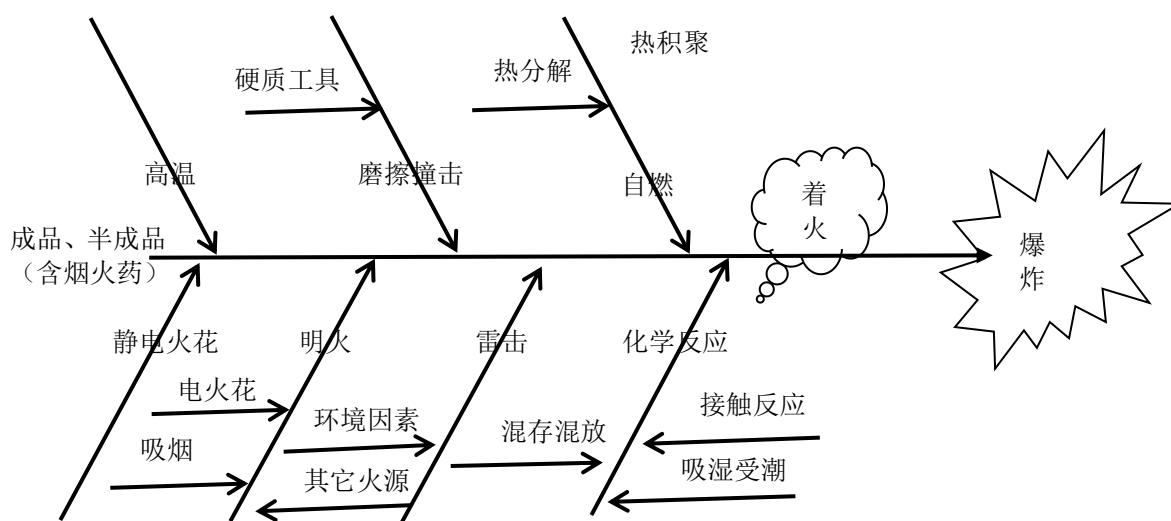 热积聚
热分解
硬质工具
高温
磨擦撞击
自燃
着
火
成品、半成品
（含烟火药）
爆
炸
静电火花
明火
雷击
化学反应
电火花
环境因素
接触反应
吸烟
混存混放
其它火源
吸湿受潮